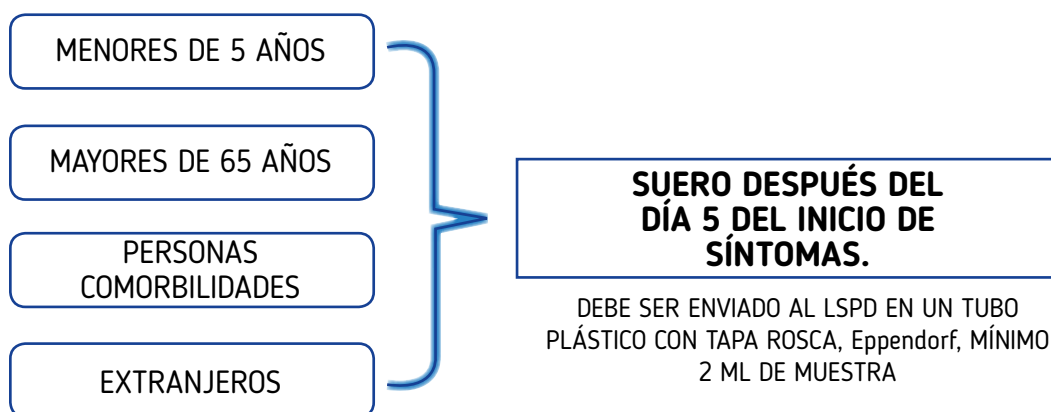 MENORES DE 5 AÑOS
MAYORES DE 65 AÑOS
PERSONAS
COMORBILIDADES
EXTRANJEROS
SUERO DESPUÉS DEL
DÍA 5 DEL INICIO DE
SÍNTOMAS.
DEBE SER ENVIADO AL LSPD EN UN TUBO
PLÁSTICO CON TAPA ROSCA, Eppendorf, MÍNIMO
2 ML DE MUESTRA